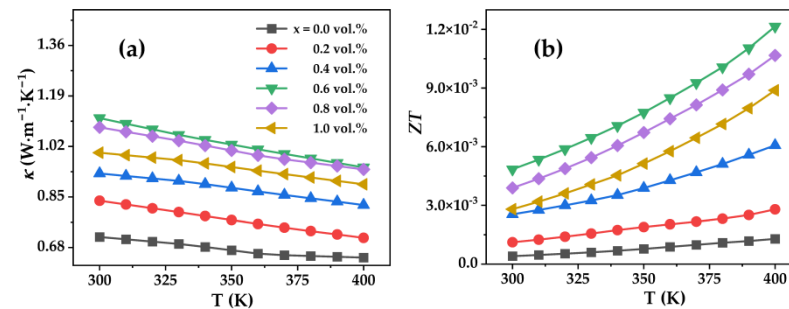 (a)
x = 0.0 vol.%
0.2 vol.%
0.4 vol.%
0.6 vol.%
0.8 vol.%
1.0 vol.%
κ (W·m⁻¹·K⁻¹)
1.36
1.19
1.02
0.85
0.68
300 325 350 375 400
T (K)
(b)
ZT
1.2×10⁻²
9.0×10⁻³
6.0×10⁻³
3.0×10⁻³
0.0
300 325 350 375 400
T (K)